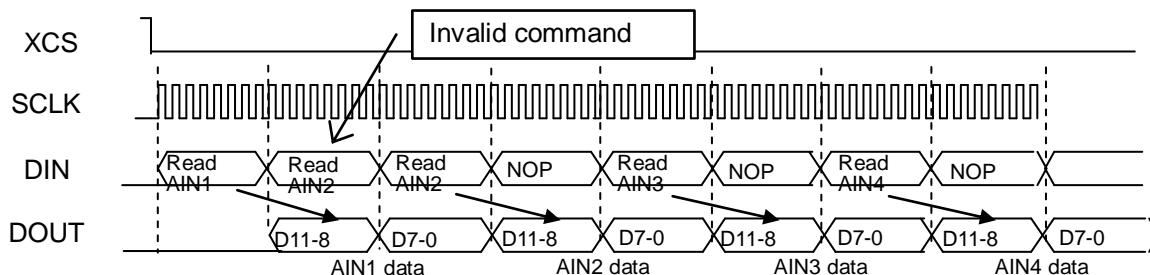 Invalid command
XCS
SCLK
DIN
Read AIN1
Read AIN2
Read AIN2
NOP
Read AIN3
NOP
Read AIN4
NOP
DOUT
D11-8
D7-0
D11-8
D7-0
D11-8
D7-0
D11-8
D7-0
AIN1 data
AIN2 data
AIN3 data
AIN4 data